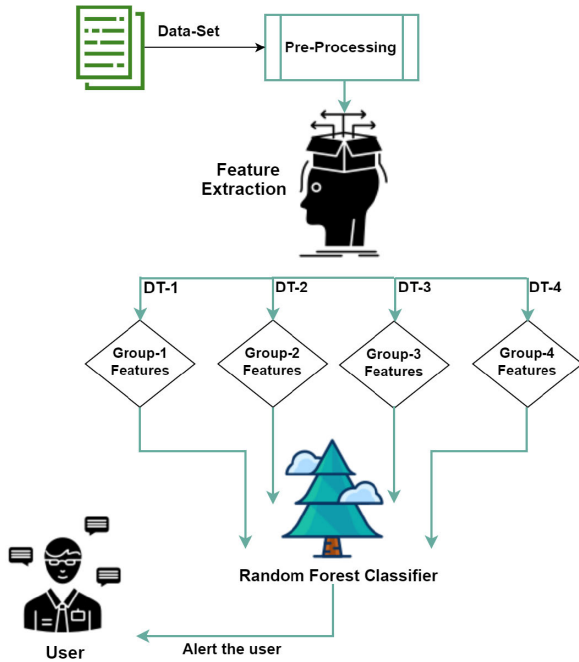 Data-Set
Pre-Processing
Feature
Extraction
DT-1
DT-2
DT-3
DT-4
Group-1
Features
Group-2
Features
Group-3
Features
Group-4
Features
Random Forest Classifier
Alert the user
User